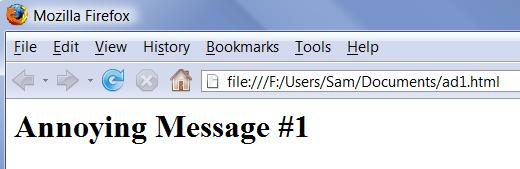 Mozilla Firefox
File Edit View History Bookmarks Tools Help
file:///F:/Users/Sam/Documents/ad1.html
Annoying Message #1